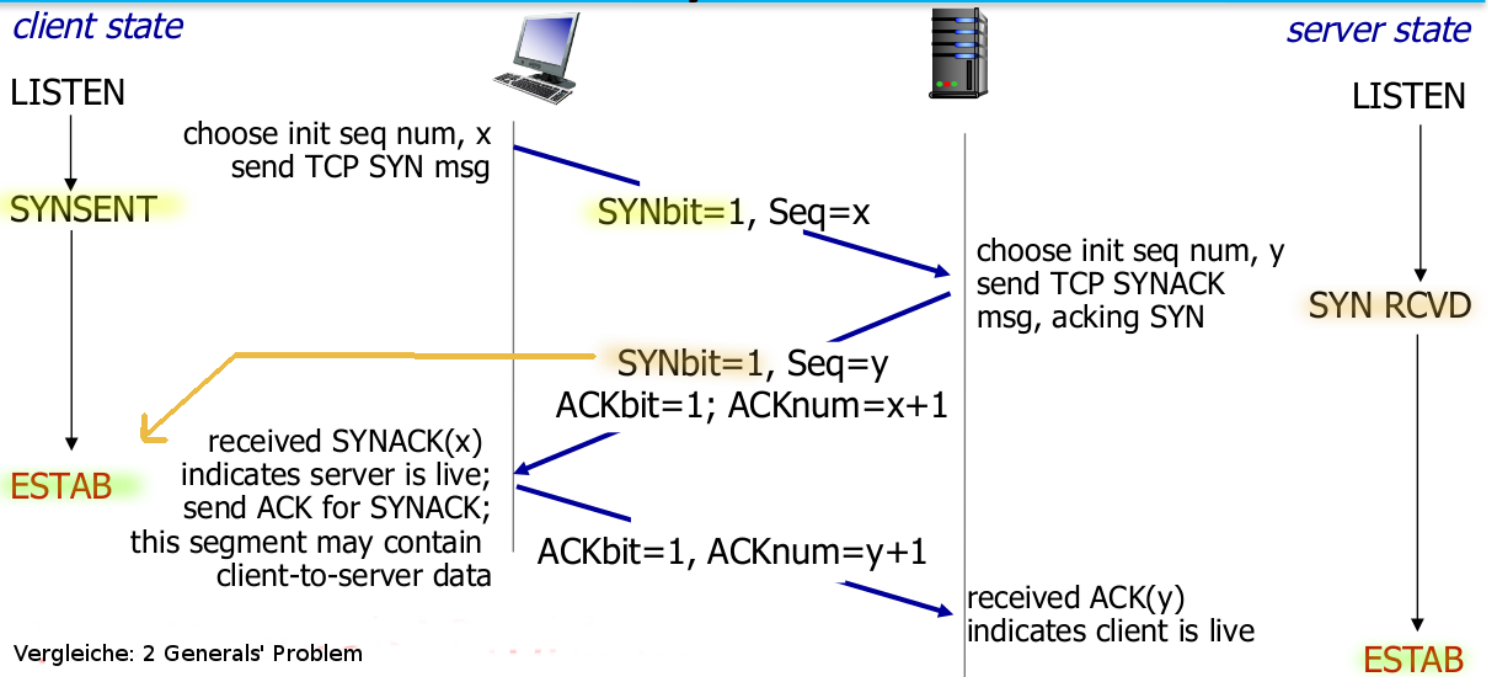 client state
server state
LISTEN
LISTEN
choose init seq num, x
send TCP SYN msg
SYNSENT
SYNbit=1, Seq=x
choose init seq num, y
send TCP SYNACK
msg, acking SYN
SYN RCVD
SYNbit=1, Seq=y
ACKbit=1; ACKnum=x+1
received SYNACK(x)
indicates server is live;
send ACK for SYNACK;
this segment may contain
client-to-server data
ESTAB
ACKbit=1, ACKnum=y+1
received ACK(y)
indicates client is live
Vergleiche: 2 Generals' Problem
ESTAB